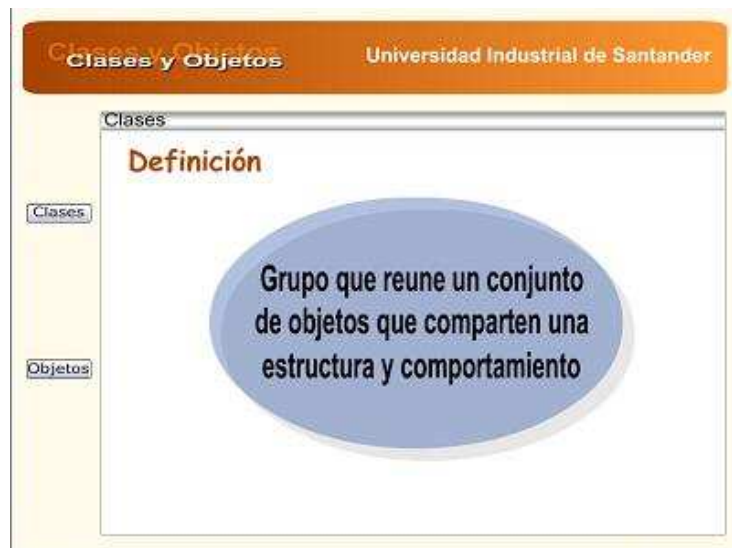 Clases y Objetos
Universidad Industrial de Santander
Clases
Definición
Clases
Grupo que reune un conjunto
de objetos que comparten una
estructura y comportamiento
Objetos